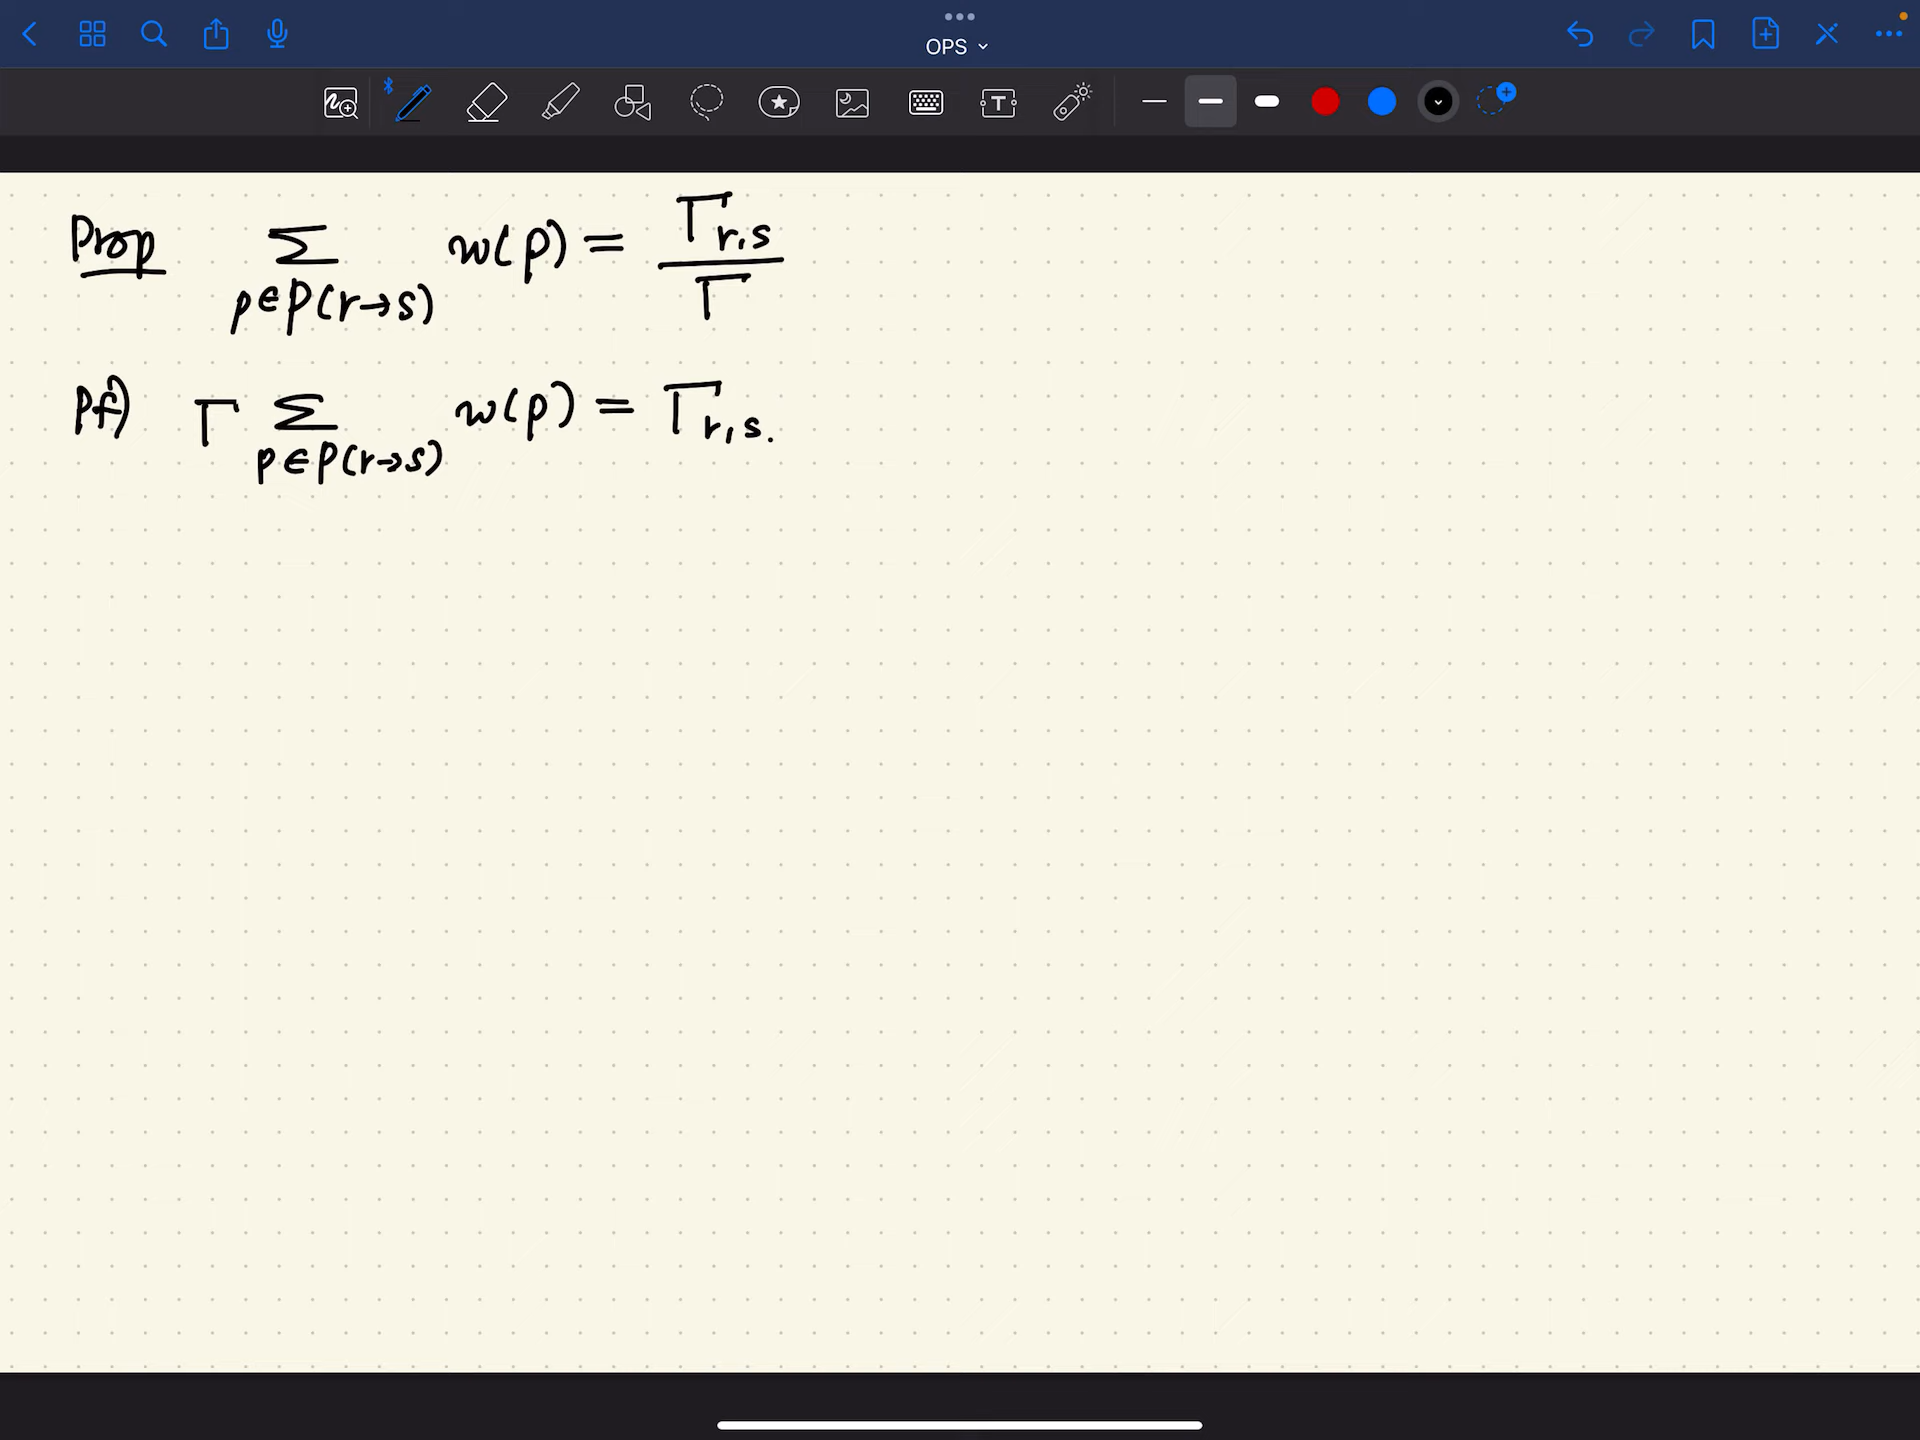 OPS
Prop Σ_{p∈P(r→s)} w(p) = Γ_{r,s} / Γ
pf) Γ Σ_{p∈P(r→s)} w(p) = Γ_{r,s}.